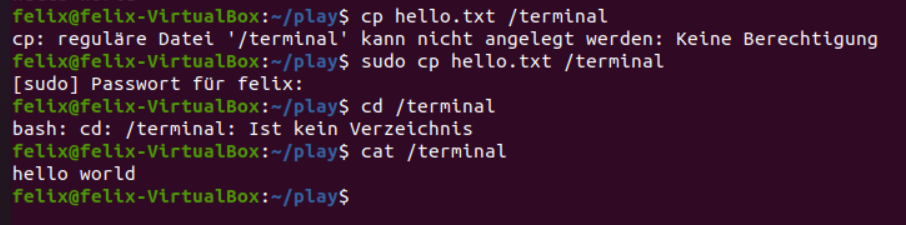 felix@felix-VirtualBox:~/play$ cp hello.txt /terminal
cp: reguläre Datei '/terminal' kann nicht angelegt werden: Keine Berechtigung
felix@felix-VirtualBox:~/play$ sudo cp hello.txt /terminal
[sudo] Passwort für felix:
felix@felix-VirtualBox:~/play$ cd /terminal
bash: cd: /terminal: Ist kein Verzeichnis
felix@felix-VirtualBox:~/play$ cat /terminal
hello world
felix@felix-VirtualBox:~/play$